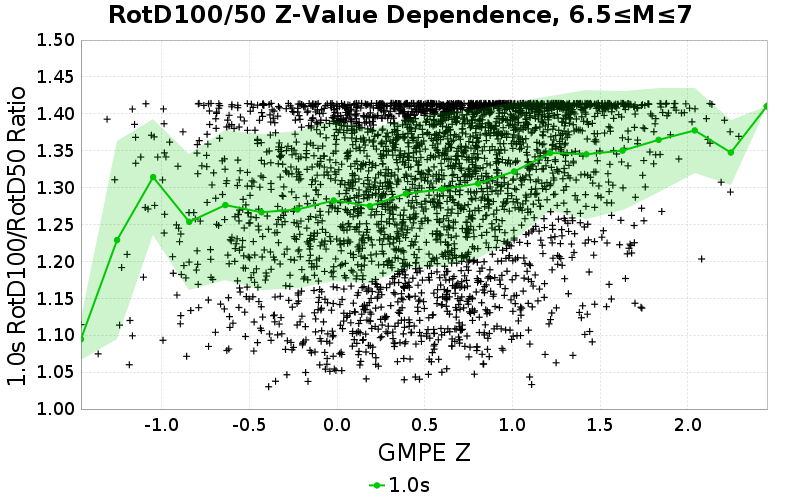 RotD100/50 Z-Value Dependence, 6.5≤M≤7
1.50
1.45
1.40
1.35
1.30
1.25
1.20
1.15
1.10
1.05
1.00
1.0s RotD100/RotD50 Ratio
-1.0 -0.5 0.0 0.5 1.0 1.5 2.0
GMPE Z
1.0s